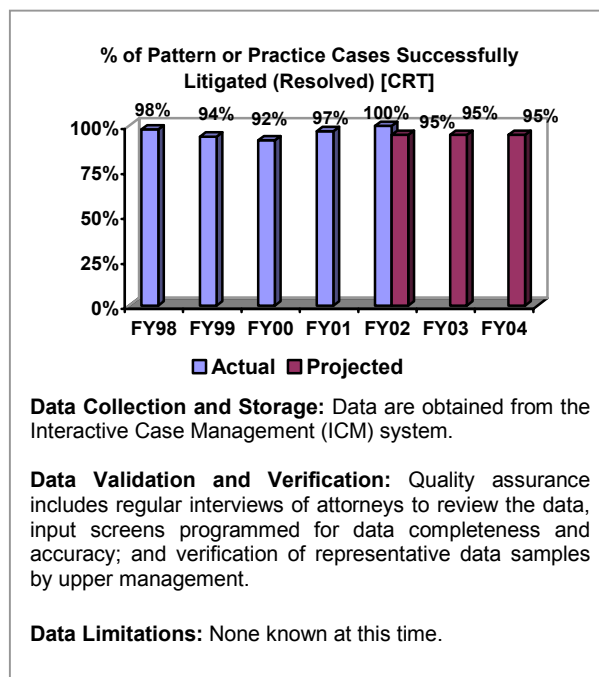 % of Pattern or Practice Cases Successfully
Litigated (Resolved) [CRT]
98% 94% 92% 97% 100% 95% 95% 95%
100%
75%
50%
25%
0%
FY98 FY99 FY00 FY01 FY02 FY03 FY04
Actual Projected
Data Collection and Storage: Data are obtained from the
Interactive Case Management (ICM) system.
Data Validation and Verification: Quality assurance
includes regular interviews of attorneys to review the data,
input screens programmed for data completeness and
accuracy; and verification of representative data samples
by upper management.
Data Limitations: None known at this time.